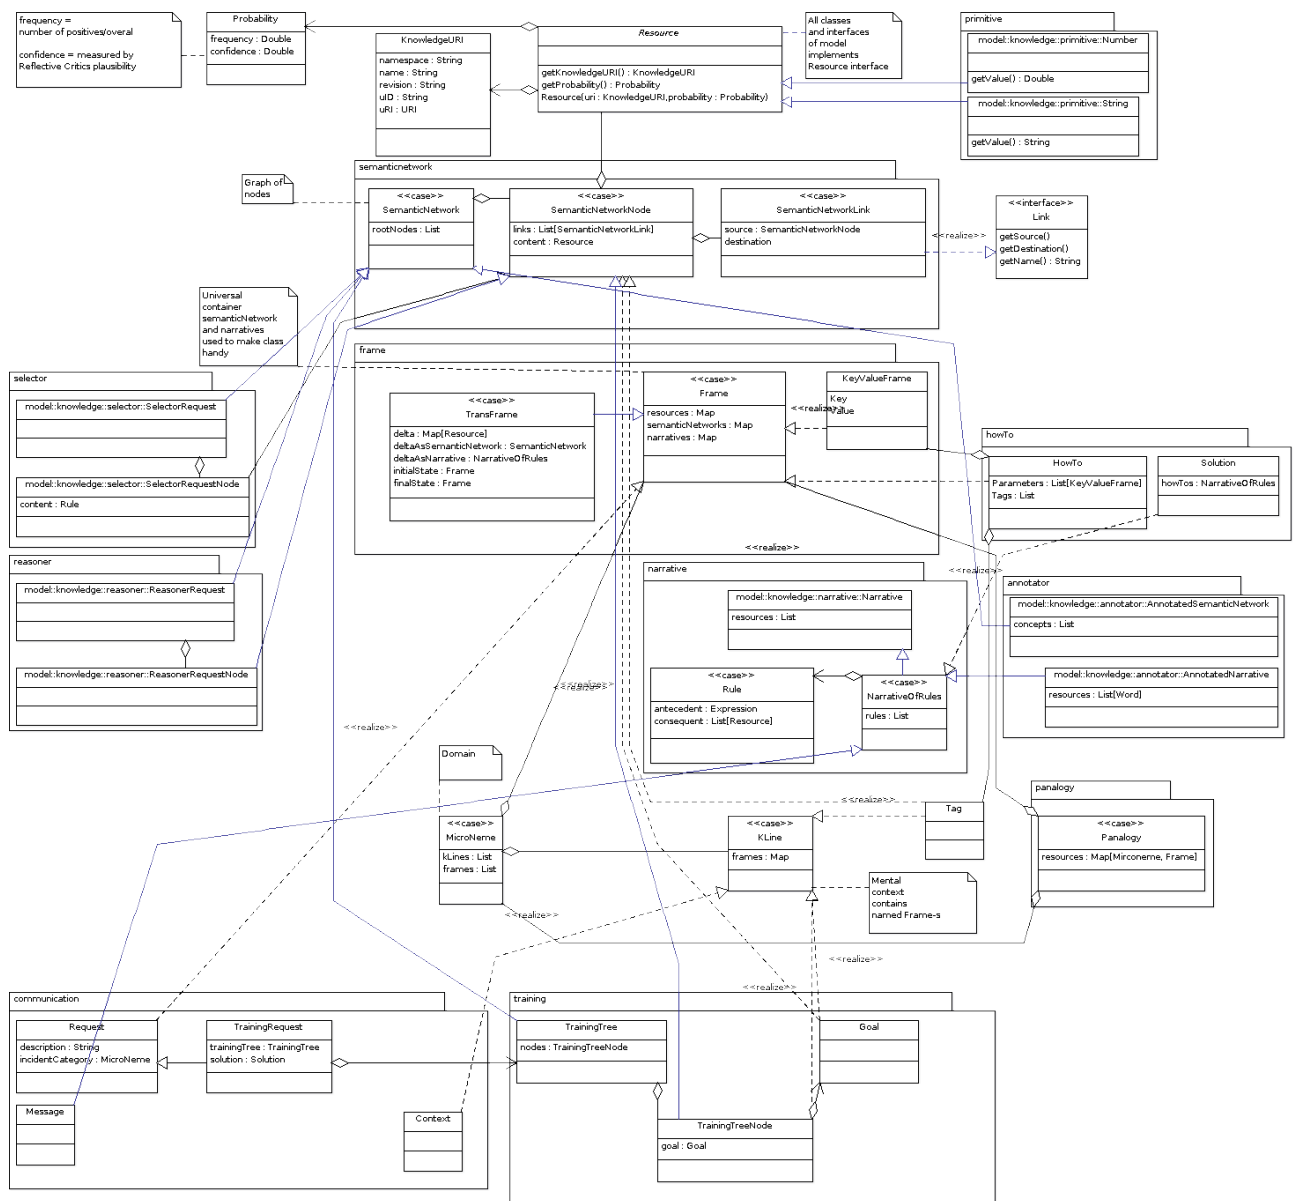 frequency =
number of positives/overal
confidence = measured by
Reflective Critics plausibility
Probability
frequency : Double
confidence : Double
KnowledgeURI
namespace : String
name : String
revision : String
uID : String
uRI : URI
Resource
getKnowledgeURI() : KnowledgeURI
getProbability() : Probability
Resource(uri : KnowledgeURI,probability : Probability)
All classes
and interfaces
of model
implements
Resource interface
primitive
model::knowledge::primitive::Number
getValue() : Double
model::knowledge::primitive::String
getValue() : String
semanticnetwork
Graph of
nodes
<<case>>
SemanticNetwork
rootNodes : List
<<case>>
SemanticNetworkNode
links : List[SemanticNetworkLink]
content : Resource
<<case>>
SemanticNetworkLink
source : SemanticNetworkNode
destination
<<realize>>
<<interface>>
Link
getSource()
getDestination()
getName() : String
Universal
container
semanticNetwork
and narratives
used to make class
handy
frame
<<case>>
TransFrame
delta : Map[Resource]
deltaAsSemanticNetwork : SemanticNetwork
deltaAsNarrative : NarrativeOfRules
initialState : Frame
finalState : Frame
<<case>>
Frame
resources : Map
semanticNetworks : Map
narratives : Map
<<realize>>
KeyValueFrame
Key
Value
<<realize>>
selector
model::knowledge::selector::SelectorRequest
model::knowledge::selector::SelectorRequestNode
content : Rule
howTo
HowTo
Parameters : List[KeyValueFrame]
Tags : List
Solution
howTos : NarrativeOfRules
<<realize>>
reasoner
model::knowledge::reasoner::ReasonerRequest
model::knowledge::reasoner::ReasonerRequestNode
narrative
model::knowledge::narrative::Narrative
resources : List
<<case>>
Rule
antecedent : Expression
consequent : List[Resource]
<<case>>
NarrativeOfRules
rules : List
annotator
model::knowledge::annotator::AnnotatedSemanticNetwork
concepts : List
model::knowledge::annotator::AnnotatedNarrative
resources : List[Word]
<<realize>>
<<realize>>
<<realize>>
Domain
<<case>>
MicroNeme
kLines : List
frames : List
<<case>>
KLine
frames : Map
<<realize>>
Tag
panalogy
<<case>>
Panalogy
resources : Map[Mirconeme, Frame]
Mental
context
contains
named Frame-s
<<realize>>
<<realize>>
<<realize>>
communication
Request
description : String
incidentCategory : MicroNeme
TrainingRequest
trainingTree : TrainingTree
solution : Solution
Message
Context
training
TrainingTree
nodes : TrainingTreeNode
Goal
TrainingTreeNode
goal : Goal